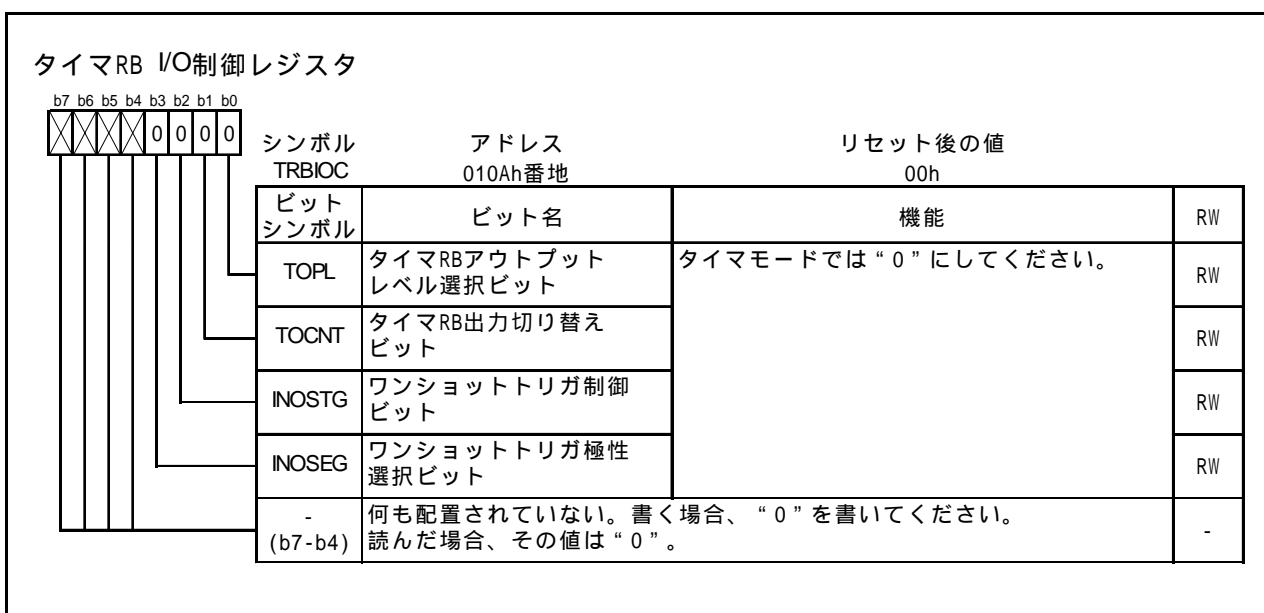 タイマRB I/O制御レジスタ
b7 b6 b5 b4 b3 b2 b1 b0
0 0 0 0
シンボル アドレス リセット後の値
TRBIOC 010Ah番地 00h
ビット
シンボル ビット名 機能 RW
TOPL タイマRBアウトプット
レベル選択ビット タイマモードでは“0”にしてください。 RW
TOCNT タイマRB出力切り替え
ビット RW
INOSTG ワンショットトリガ制御
ビット RW
INOSEG ワンショットトリガ極性
選択ビット RW
-
(b7-b4) 何も配置されていない。書く場合、“0”を書いてください。
読んだ場合、その値は“0”。 -